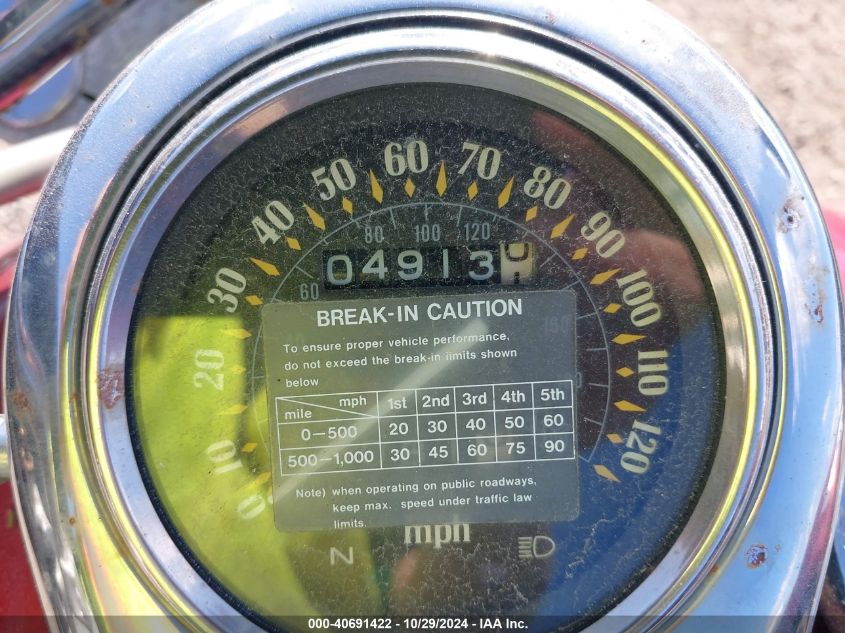 60 70
50 80
40 90
80 100 120
30 04913 0 100
60
BREAK-IN CAUTION
To ensure proper vehicle performance,
do not exceed the break-in limits shown
below
20 110
mph 1st 2nd 3rd 4th 5th
mile
0-500 20 30 40 50 60
500-1,000 30 45 60 75 90
10 120
0
Note) when operating on public roadways,
keep max. speed under traffic law
limits.
mph
N
000-40691422 - 10/29/2024 - IAA Inc.